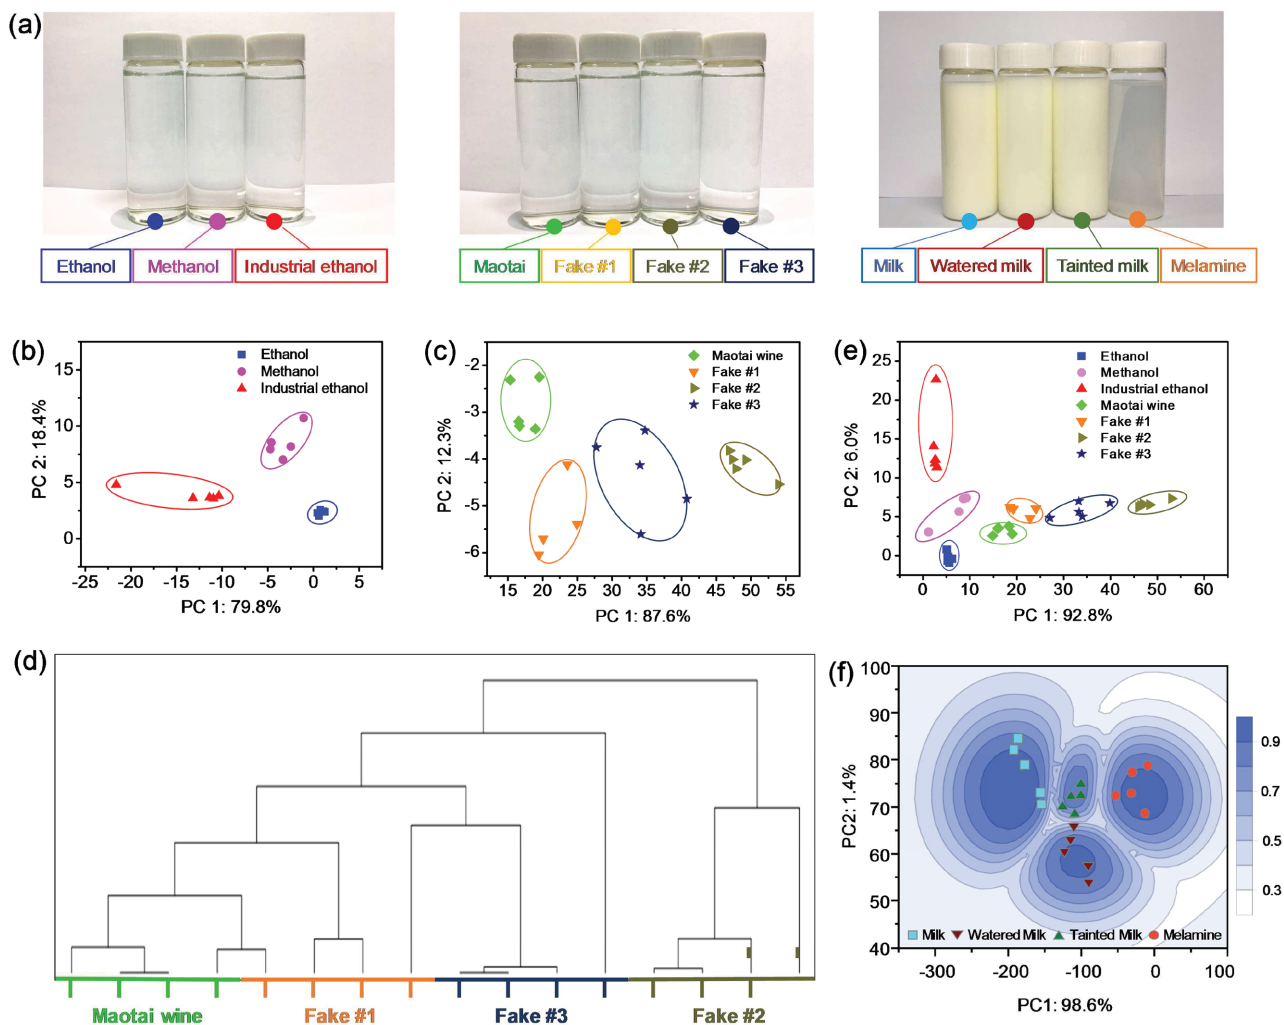 (a)
Ethanol Methanol Industrial ethanol
Maotai Fake #1 Fake #2 Fake #3
Milk Watered milk Tainted milk Melamine
(b)
PC 2: 18.4%
15
10
5
0
-25 -20 -15 -10 -5 0 5
PC 1: 79.8%
Ethanol
Methanol
Industrial ethanol
(c)
PC 2: 12.3%
-2
-3
-4
-5
-6
15 20 25 30 35 40 45 50 55
PC 1: 87.6%
Maotai wine
Fake #1
Fake #2
Fake #3
(e)
PC 2: 6.0%
25
20
15
10
5
0
0 10 20 30 40 50 60
PC 1: 92.8%
Ethanol
Methanol
Industrial ethanol
Maotai wine
Fake #1
Fake #2
Fake #3
(d)
Maotai wine Fake #1 Fake #3 Fake #2
(f)
PC2: 1.4%
100
90
80
70
60
50
40
Milk Watered Milk Tainted Milk Melamine
-300 -200 -100 0 100
PC1: 98.6%
0.9
0.7
0.5
0.3